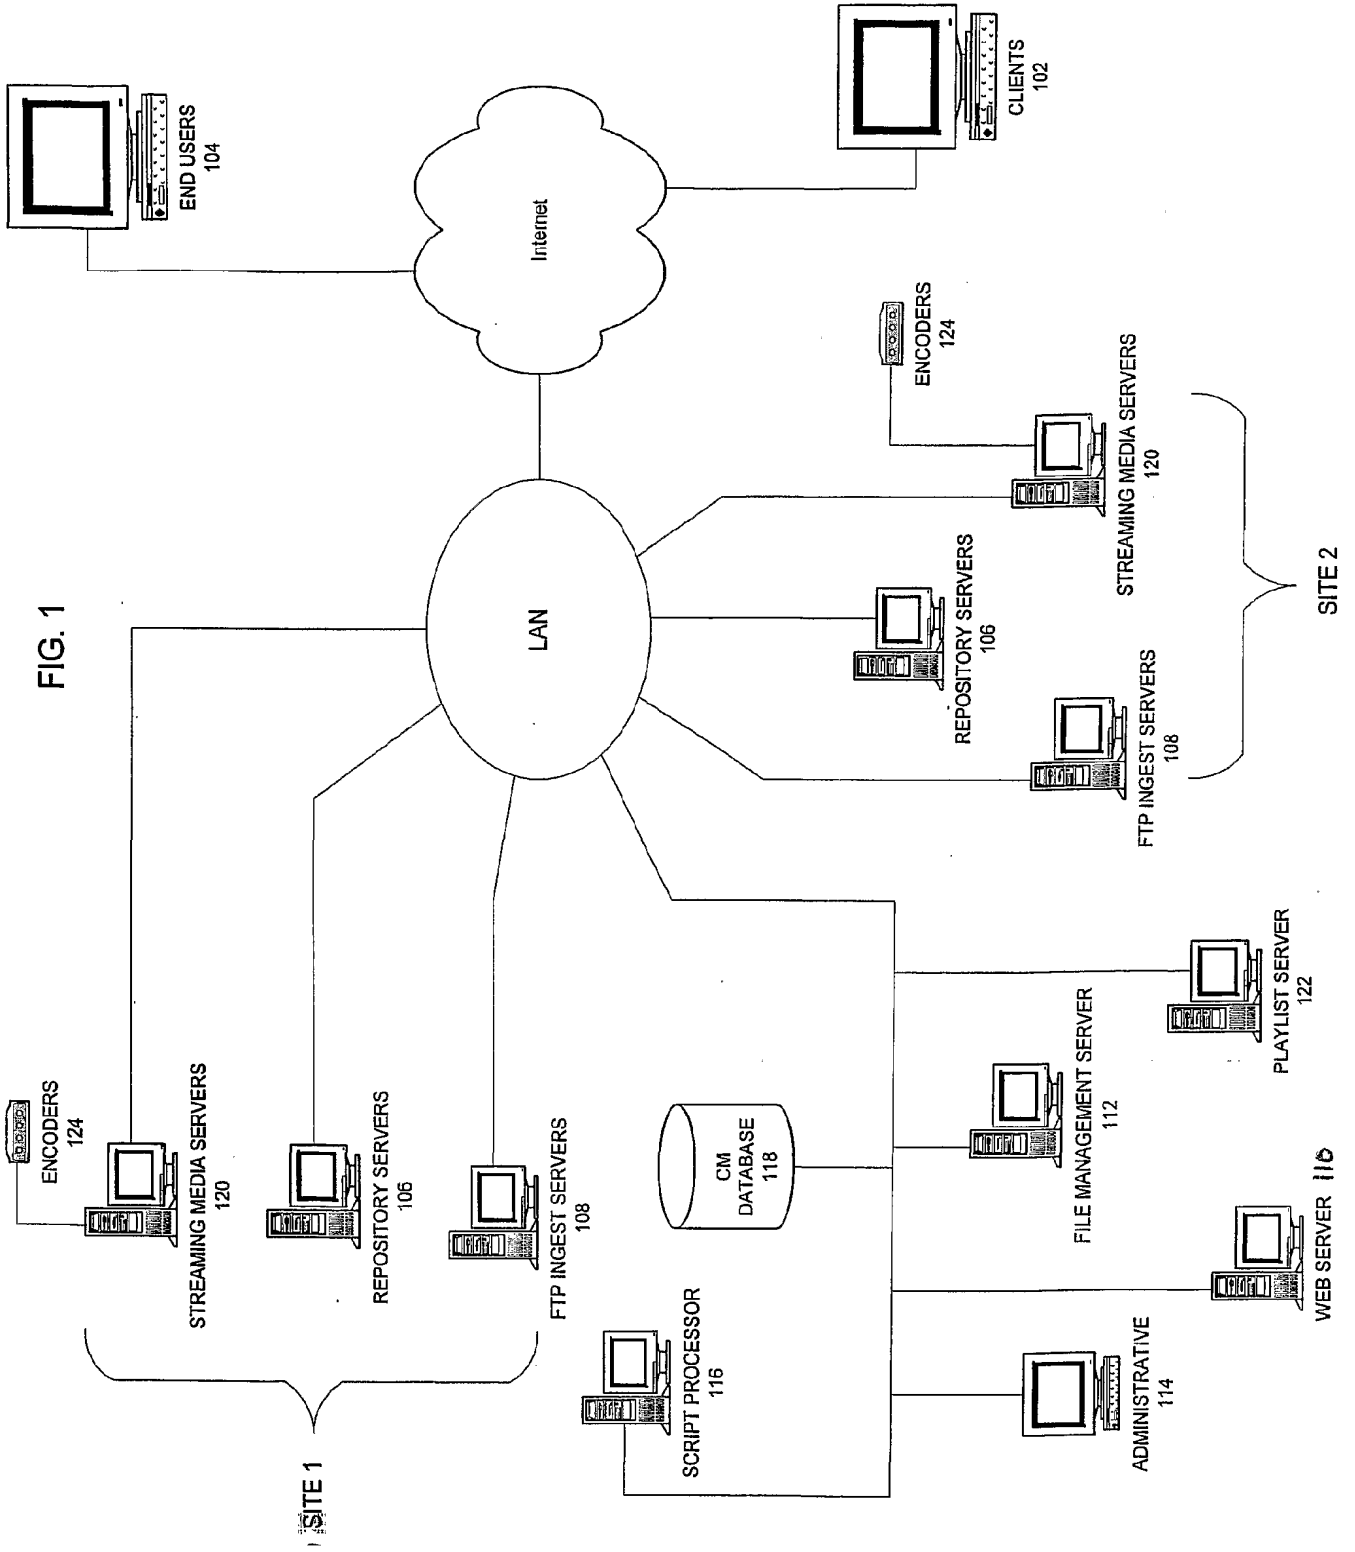 FIG. 1
SITE 1
ENCODERS
124
STREAMING MEDIA SERVERS
120
REPOSITORY SERVERS
106
FTP INGEST SERVERS
108
END USERS
104
LAN
Internet
SCRIPT PROCESSOR
116
CM
DATABASE
118
ENCODERS
124
REPOSITORY SERVERS
106
CLIENTS
102
STREAMING MEDIA SERVERS
120
FTP INGEST SERVERS
108
FILE MANAGEMENT SERVER
112
ADMINISTRATIVE
114
PLAYLIST SERVER
122
WEB SERVER 110
SITE 2